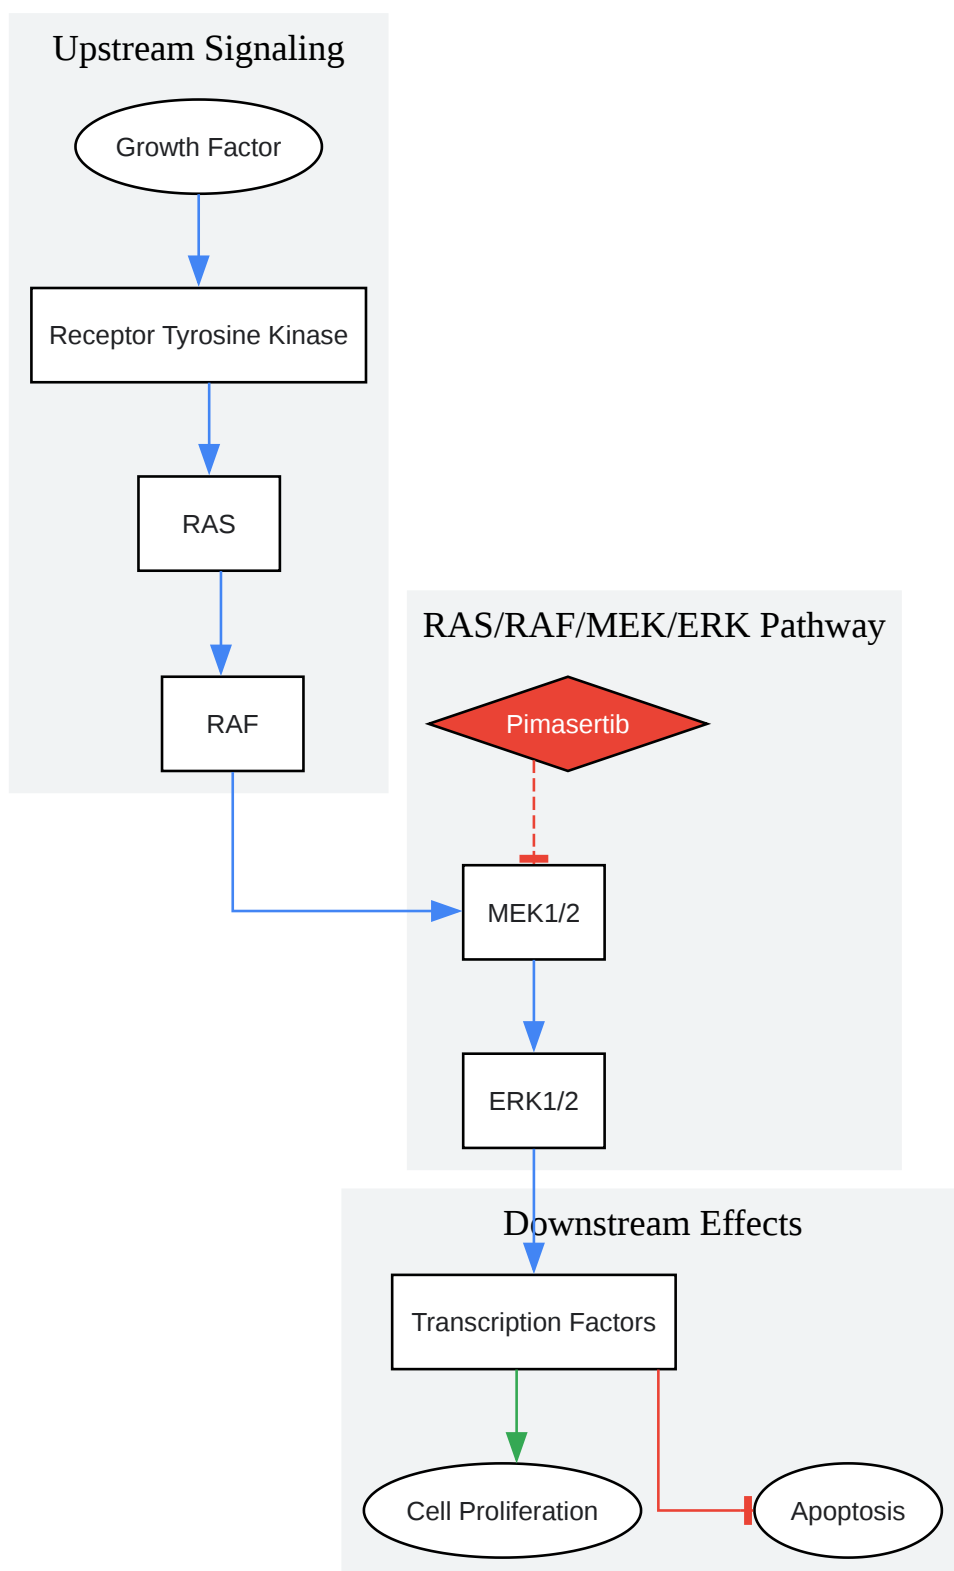 Upstream Signaling
Growth Factor
Receptor Tyrosine Kinase
RAS
RAF
RAS/RAF/MEK/ERK Pathway
Pimasertib
MEK1/2
ERK1/2
Downstream Effects
Transcription Factors
Cell Proliferation
Apoptosis